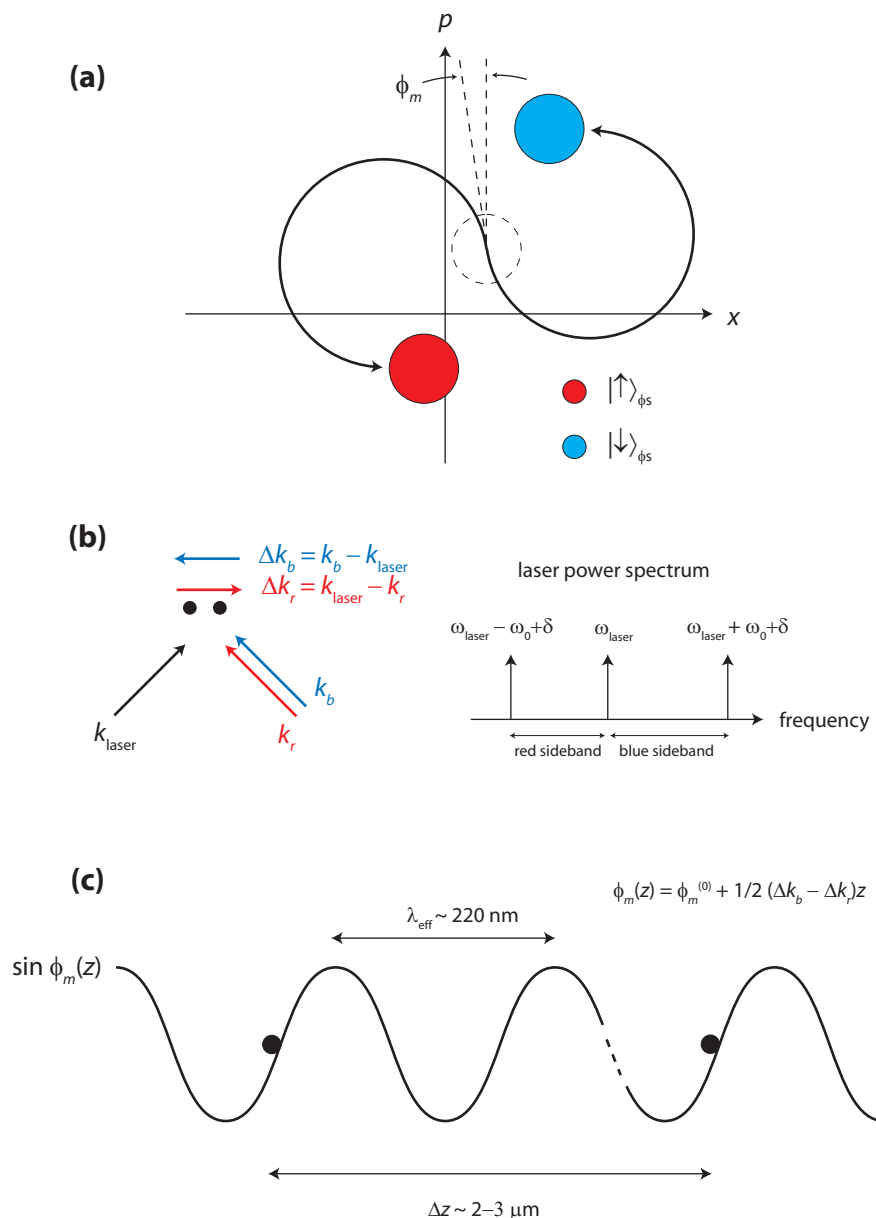 p
(a)
ϕm
x
|↑⟩ϕs
|↓⟩ϕs
(b)
Δkb = kb – klaser
Δkr = klaser – kr
laser power spectrum
ωlaser – ω0+δ
ωlaser
ωlaser + ω0+δ
kb
klaser
kr
frequency
red sideband
blue sideband
(c)
ϕm(z) = ϕm(0) + 1/2 (Δkb – Δkr)z
λeff ~ 220 nm
sin ϕm(z)
Δz ~ 2–3 μm